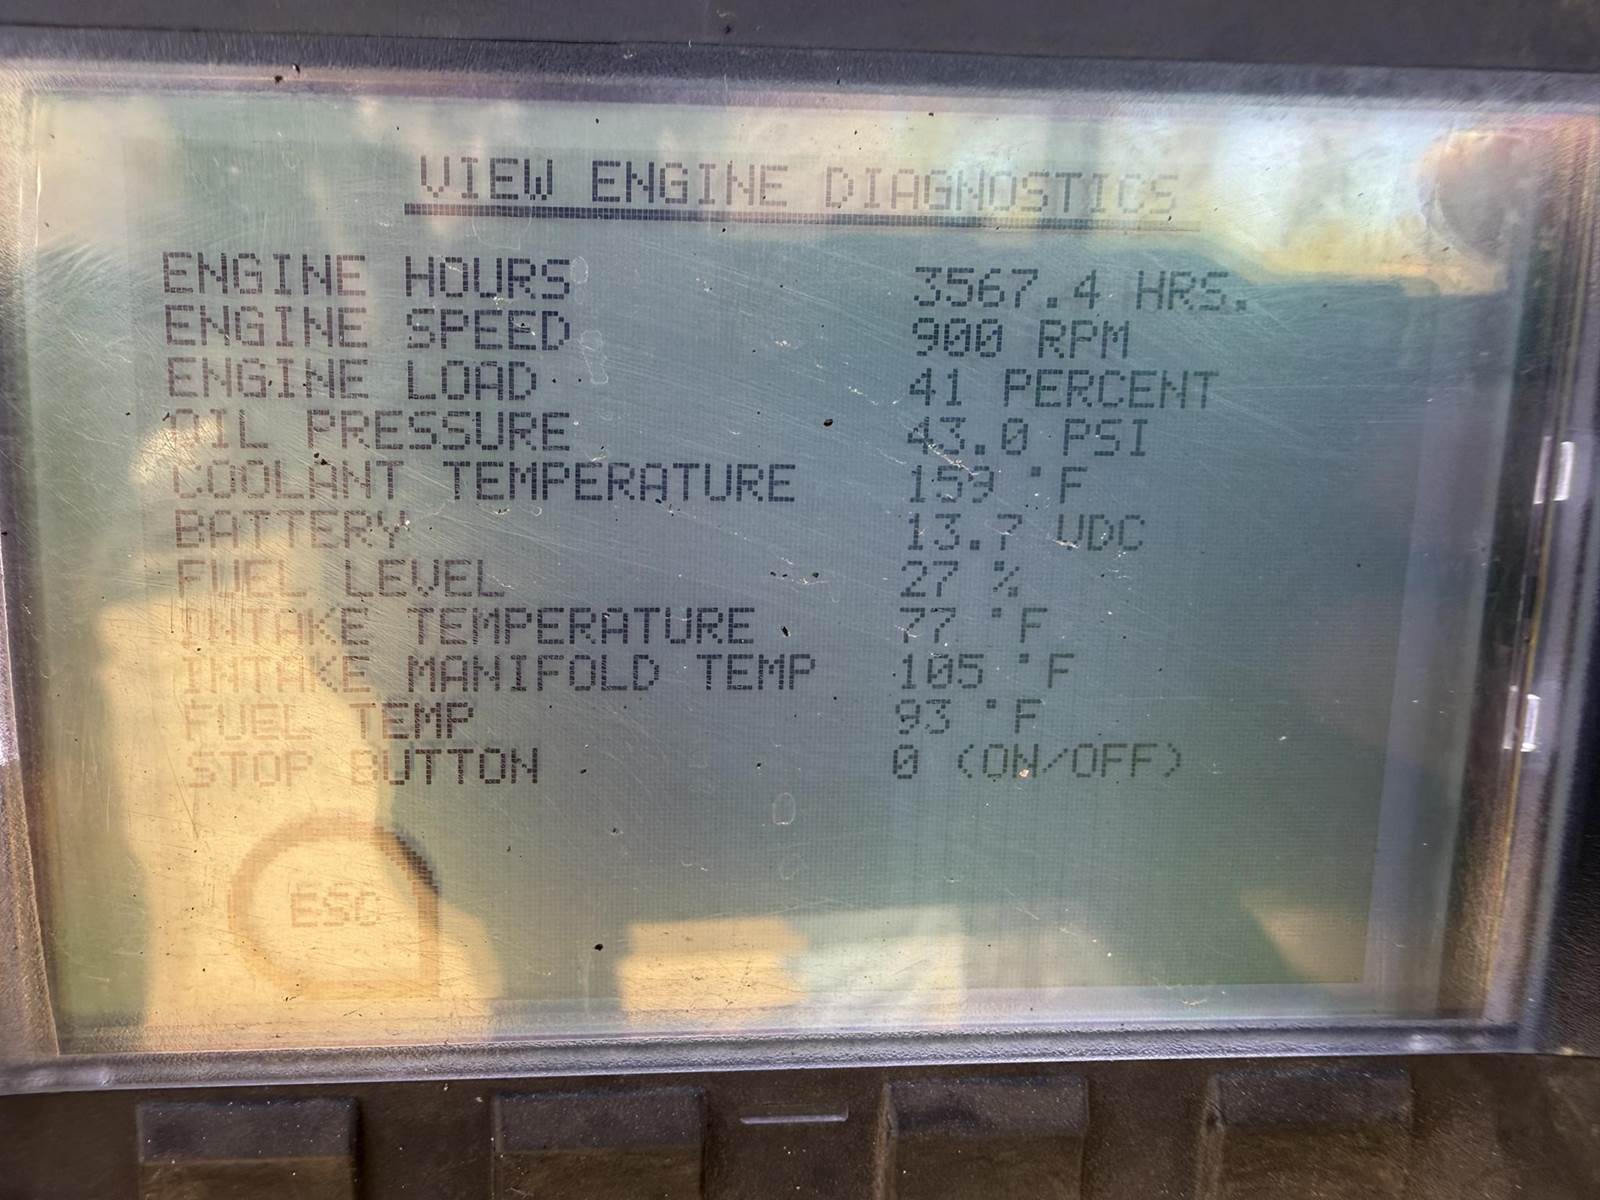 VIEW ENGINE DIAGNOSTICS
ENGINE HOURS 3567.4 HRS.
ENGINE SPEED 900 RPM
ENGINE LOAD 41 PERCENT
OIL PRESSURE 43.0 PSI
COOLANT TEMPERATURE 159 °F
BATTERY 13.7 VDC
FUEL LEVEL 27 %
INTAKE TEMPERATURE 77 °F
INTAKE MANIFOLD TEMP 105 °F
FUEL TEMP 93 °F
STOP BUTTON 0 (ON/OFF)
ESC